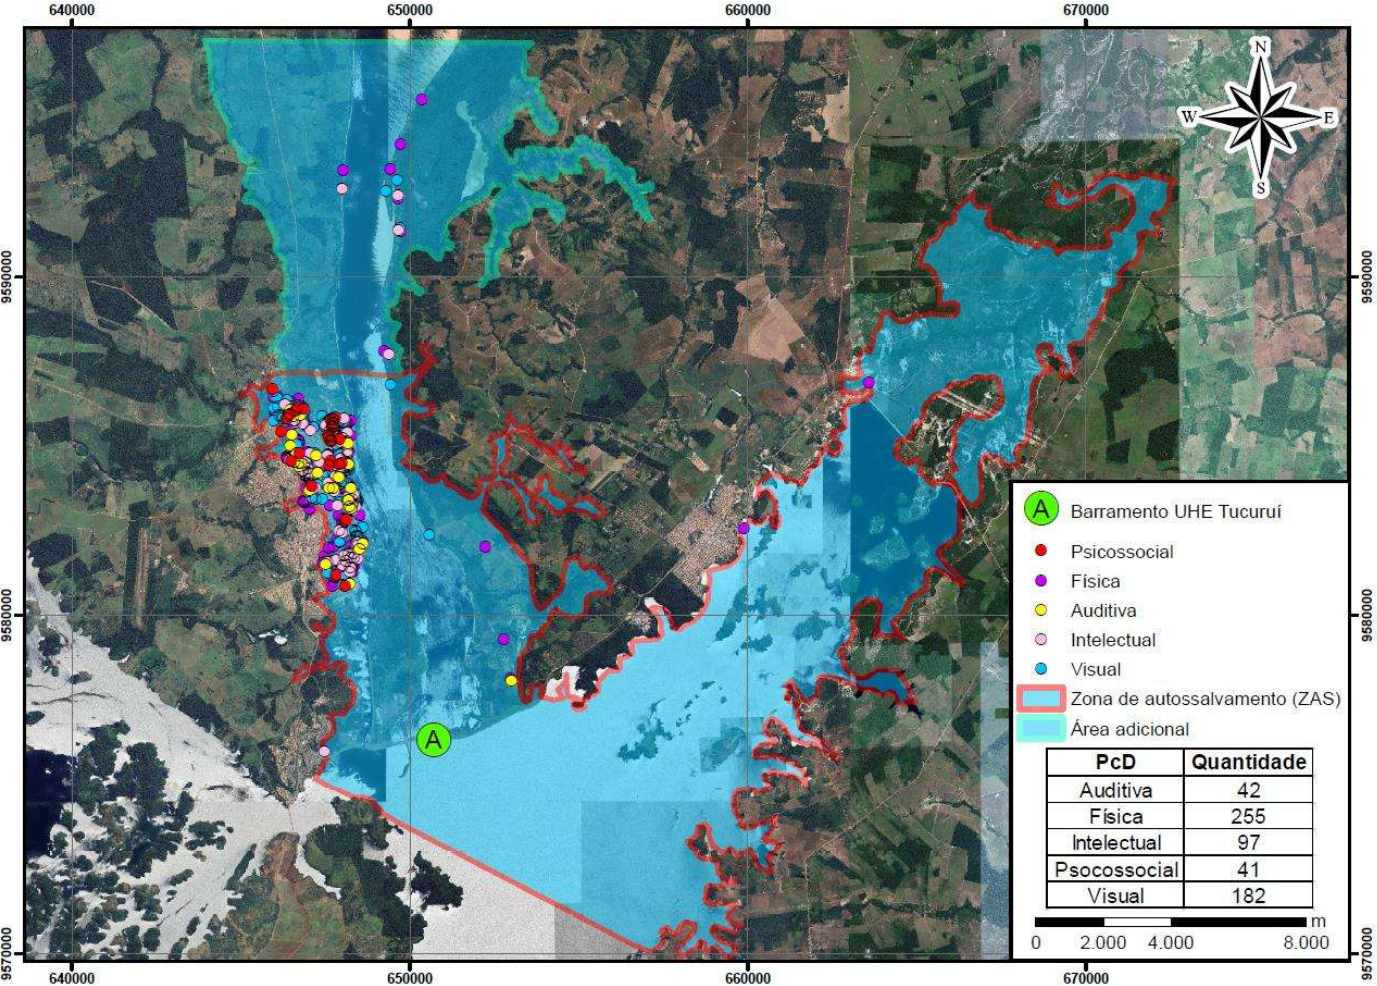 640000 650000 660000 670000
N
W E
S
9590000 9590000
A Barramento UHE Tucuruí
Psicossocial
Física
9580000 Auditiva 9580000
Intelectual
Visual
Zona de autossalvamento (ZAS)
Área adicional
A
PcD Quantidade
Auditiva 42
Física 255
Intelectual 97
Psocossocial 41
Visual 182
m
0 2.000 4.000 8.000
9570000 9570000
640000 650000 660000 670000